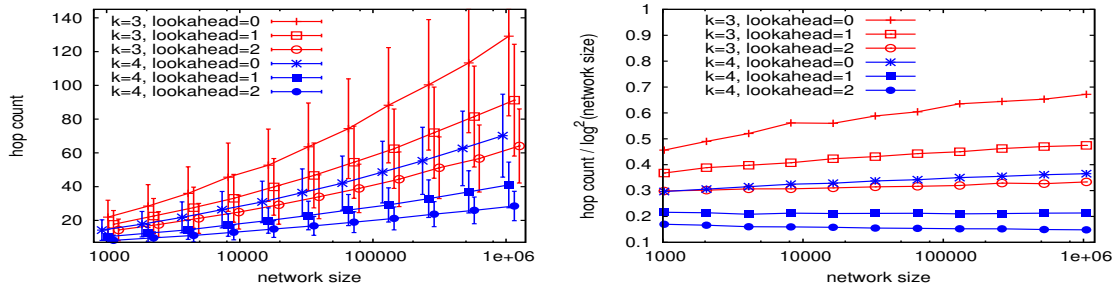 140
120
100
80
60
40
20
hop count
k=3, lookahead=0
k=3, lookahead=1
k=3, lookahead=2
k=4, lookahead=0
k=4, lookahead=1
k=4, lookahead=2
1000
10000
100000
1e+06
network size
1
0.9
0.8
0.7
0.6
0.5
0.4
0.3
0.2
0.1
hop count / log²(network size)
k=3, lookahead=0
k=3, lookahead=1
k=3, lookahead=2
k=4, lookahead=0
k=4, lookahead=1
k=4, lookahead=2
1000
10000
100000
1e+06
network size